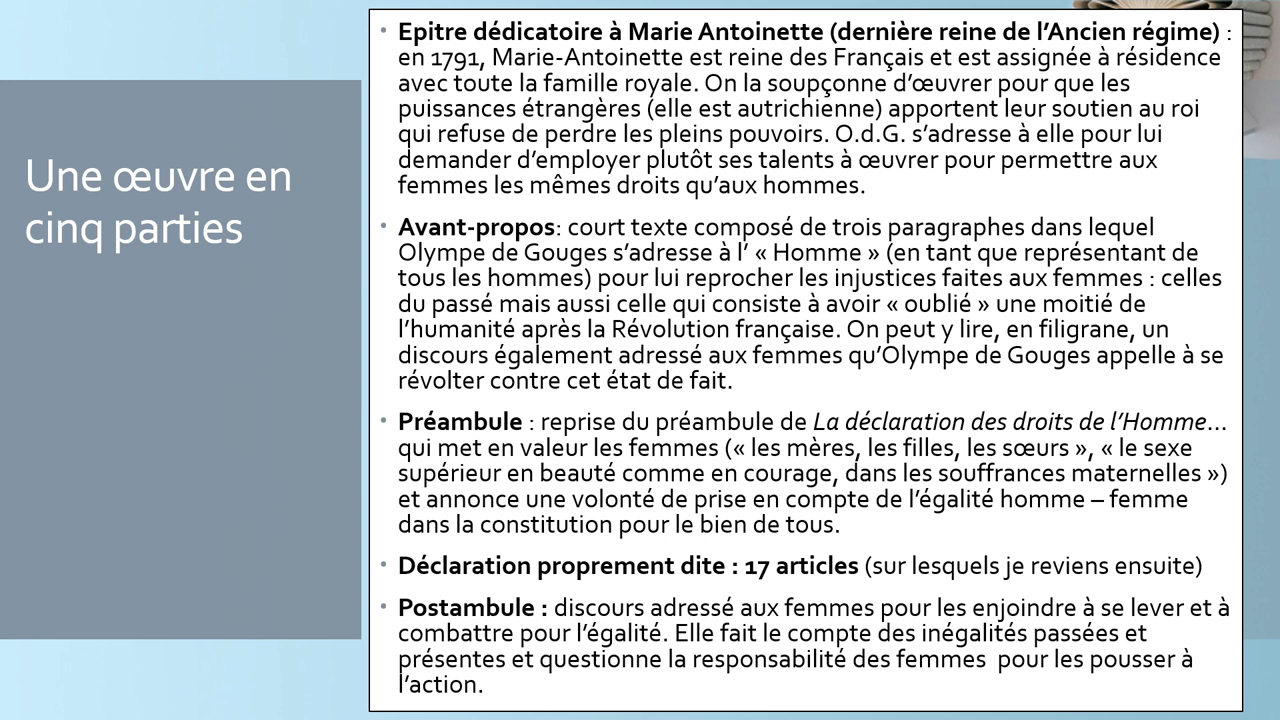 Une œuvre en
cinq parties
• Epitre dédicatoire à Marie Antoinette (dernière reine de l’Ancien régime) :
en 1791, Marie-Antoinette est reine des Français et est assignée à résidence
avec toute la famille royale. On la soupçonne d’œuvrer pour que les
puissances étrangères (elle est autrichienne) apportent leur soutien au roi
qui refuse de perdre les pleins pouvoirs. O.d.G. s’adresse à elle pour lui
demander d’employer plutôt ses talents à œuvrer pour permettre aux
femmes les mêmes droits qu’aux hommes.
• Avant-propos: court texte composé de trois paragraphes dans lequel
Olympe de Gouges s’adresse à l’ « Homme » (en tant que représentant de
tous les hommes) pour lui reprocher les injustices faites aux femmes : celles
du passé mais aussi celle qui consiste à avoir « oublié » une moitié de
l’humanité après la Révolution française. On peut y lire, en filigrane, un
discours également adressé aux femmes qu’Olympe de Gouges appelle à se
révolter contre cet état de fait.
• Préambule : reprise du préambule de La déclaration des droits de l’Homme…
qui met en valeur les femmes (« les mères, les filles, les sœurs », « le sexe
supérieur en beauté comme en courage, dans les souffrances maternelles »)
et annonce une volonté de prise en compte de l’égalité homme – femme
dans la constitution pour le bien de tous.
• Déclaration proprement dite : 17 articles (sur lesquels je reviens ensuite)
• Postambule : discours adressé aux femmes pour les enjoindre à se lever et à
combattre pour l’égalité. Elle fait le compte des inégalités passées et
présentes et questionne la responsabilité des femmes  pour les pousser à
l’action.